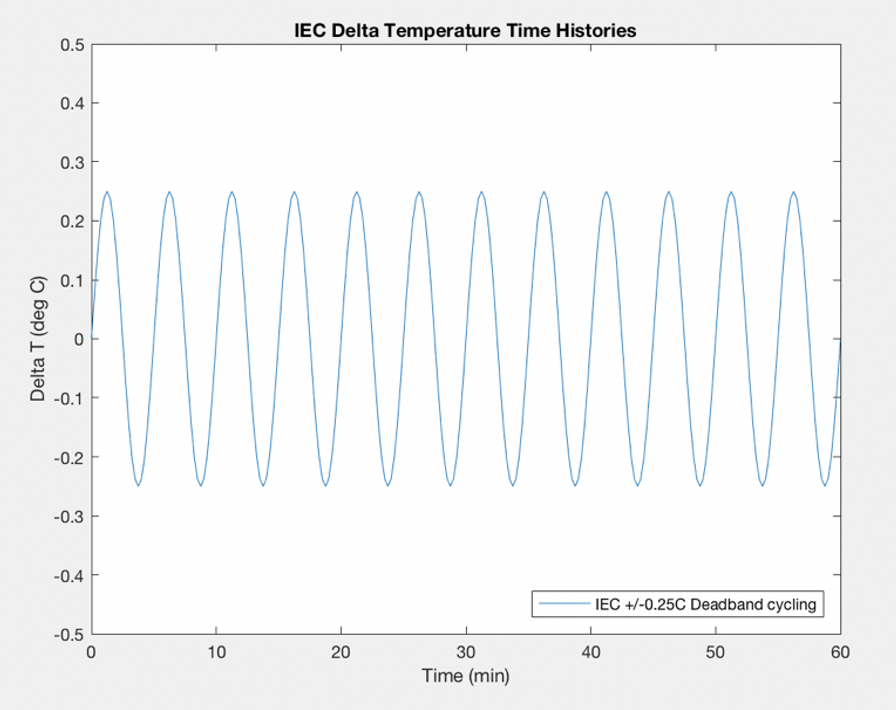 IEC Delta Temperature Time Histories
0.5
0.4
0.3
0.2
0.1
0
-0.1
-0.2
-0.3
-0.4
-0.5
Delta T (deg C)
IEC +/-0.25C Deadband cycling
0 10 20 30 40 50 60
Time (min)